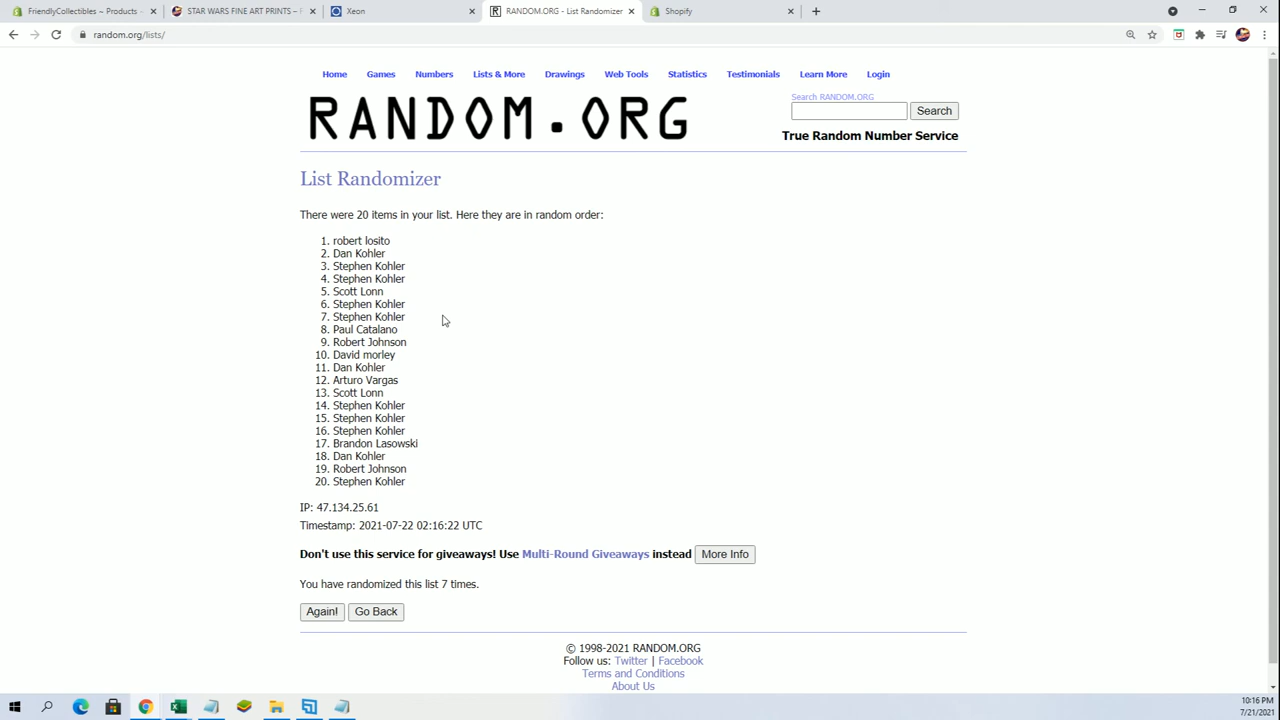 FriendlyCollectibles ~ Products ~
STAR WARS FINE ART PRINTS – F
Xeon
RANDOM.ORG - List Randomizer
Shopify
random.org/lists/
Home Games Numbers Lists & More Drawings Web Tools Statistics Testimonials Learn More Login
RANDOM.ORG
Search RANDOM.ORG
Search
True Random Number Service
List Randomizer
There were 20 items in your list. Here they are in random order:
1. robert losito
2. Dan Kohler
3. Stephen Kohler
4. Stephen Kohler
5. Scott Lonn
6. Stephen Kohler
7. Stephen Kohler
8. Paul Catalano
9. Robert Johnson
10. David morley
11. Dan Kohler
12. Arturo Vargas
13. Scott Lonn
14. Stephen Kohler
15. Stephen Kohler
16. Stephen Kohler
17. Brandon Lasowski
18. Dan Kohler
19. Robert Johnson
20. Stephen Kohler
IP: 47.134.25.61
Timestamp: 2021-07-22 02:16:22 UTC
Don't use this service for giveaways! Use Multi-Round Giveaways instead More Info
You have randomized this list 7 times.
Again! Go Back
© 1998-2021 RANDOM.ORG
Follow us: Twitter | Facebook
Terms and Conditions
About Us
10:16 PM
7/21/2021